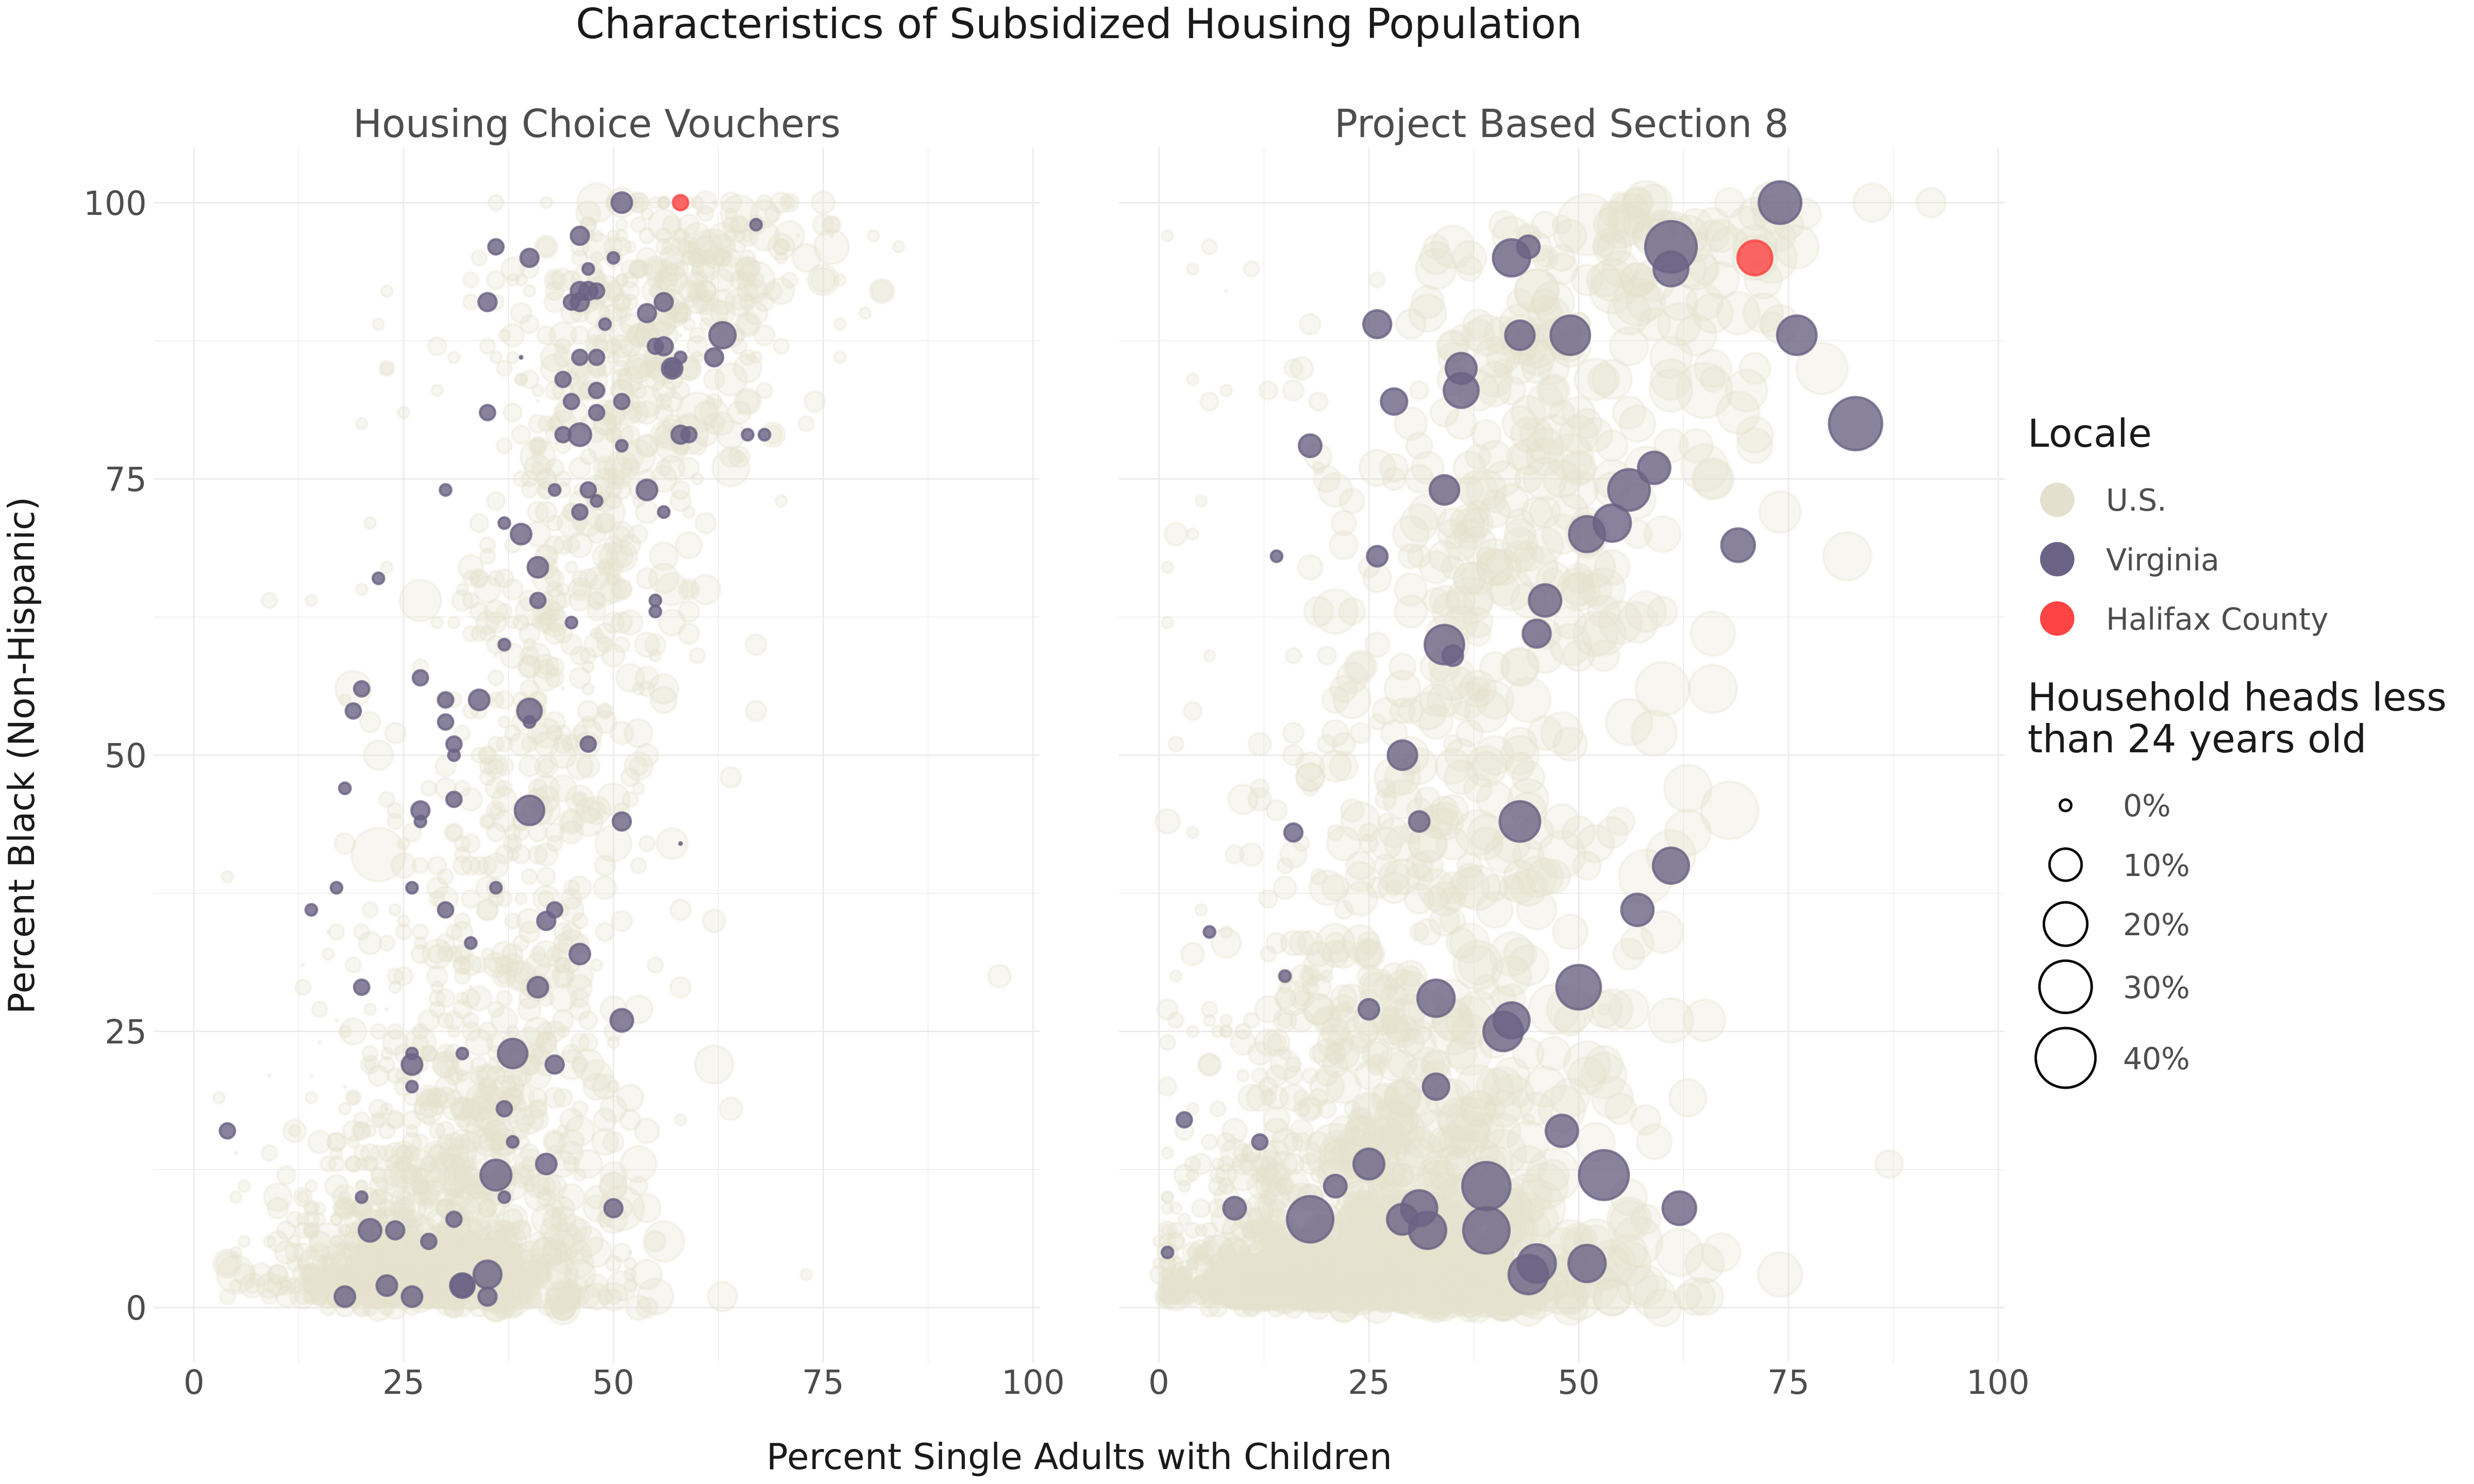 Characteristics of Subsidized Housing Population
Housing Choice Vouchers
Project Based Section 8
Percent Black (Non-Hispanic)
100
75
50
25
0
0
25
50
75
100
0
25
50
75
100
Percent Single Adults with Children
Locale
U.S.
Virginia
Halifax County
Household heads less
than 24 years old
0%
10%
20%
30%
40%